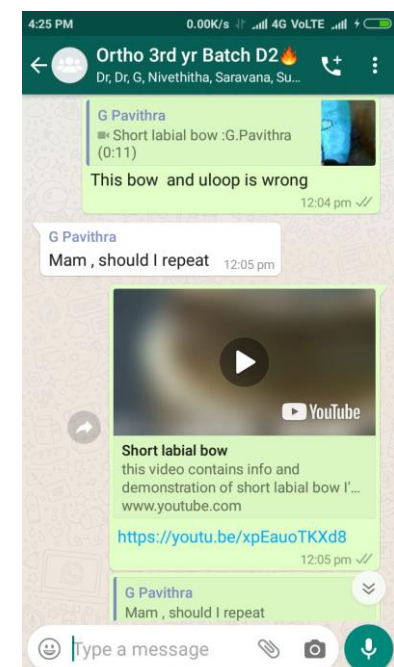 4:25 PM 0.00K/s 4G VoLTE
Ortho 3rd yr Batch D2🔥
Dr, Dr, G, Nivethitha, Saravana, Su...
G Pavithra
Short labial bow :G.Pavithra
(0:11)
This bow and uloop is wrong
12:04 pm
G Pavithra
Mam , should I repeat 12:05 pm
YouTube
Short labial bow
this video contains info and
demonstration of short labial bow I'...
www.youtube.com
https://youtu.be/xpEauoTKXd8
12:05 pm
G Pavithra
Mam , should I repeat
Type a message